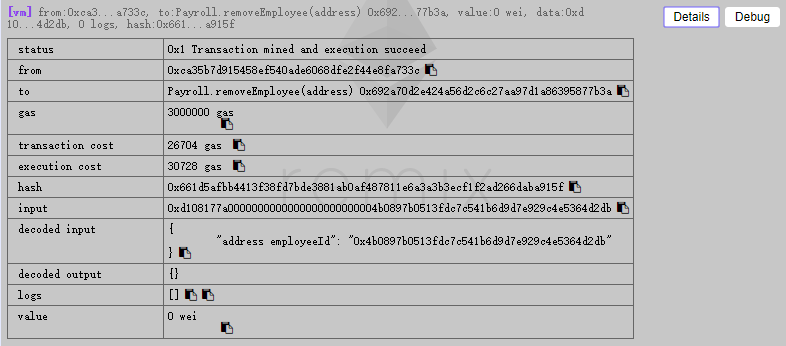 [vm] from:0xca3...a733c, to:Payroll.removeEmployee(address) 0x692...77b3a, value:0 wei, data:0xd
10...4d2db, 0 logs, hash:0x661...a915f
Details
Debug
status 0x1 Transaction mined and execution succeed
from 0xca35b7d915458ef540ade6068dfe2f44e8fa733c
to Payroll.removeEmployee(address) 0x692a70d2e424a56d2c6c27aa97d1a86395877b3a
gas 3000000 gas
transaction cost 26704 gas
execution cost 30728 gas
hash 0x661d5afbb4413f38fd7bde3881ab0af487811e6a3a3b3ecf1f2ad266daba915f
input 0xd108177a0000000000000000000000004b0897b0513fdc7c541b6d9d7e929c4e5364d2db
decoded input {
"address employeeId": "0x4b0897b0513fdc7c541b6d9d7e929c4e5364d2db"
}
decoded output {}
logs []
value 0 wei
remix